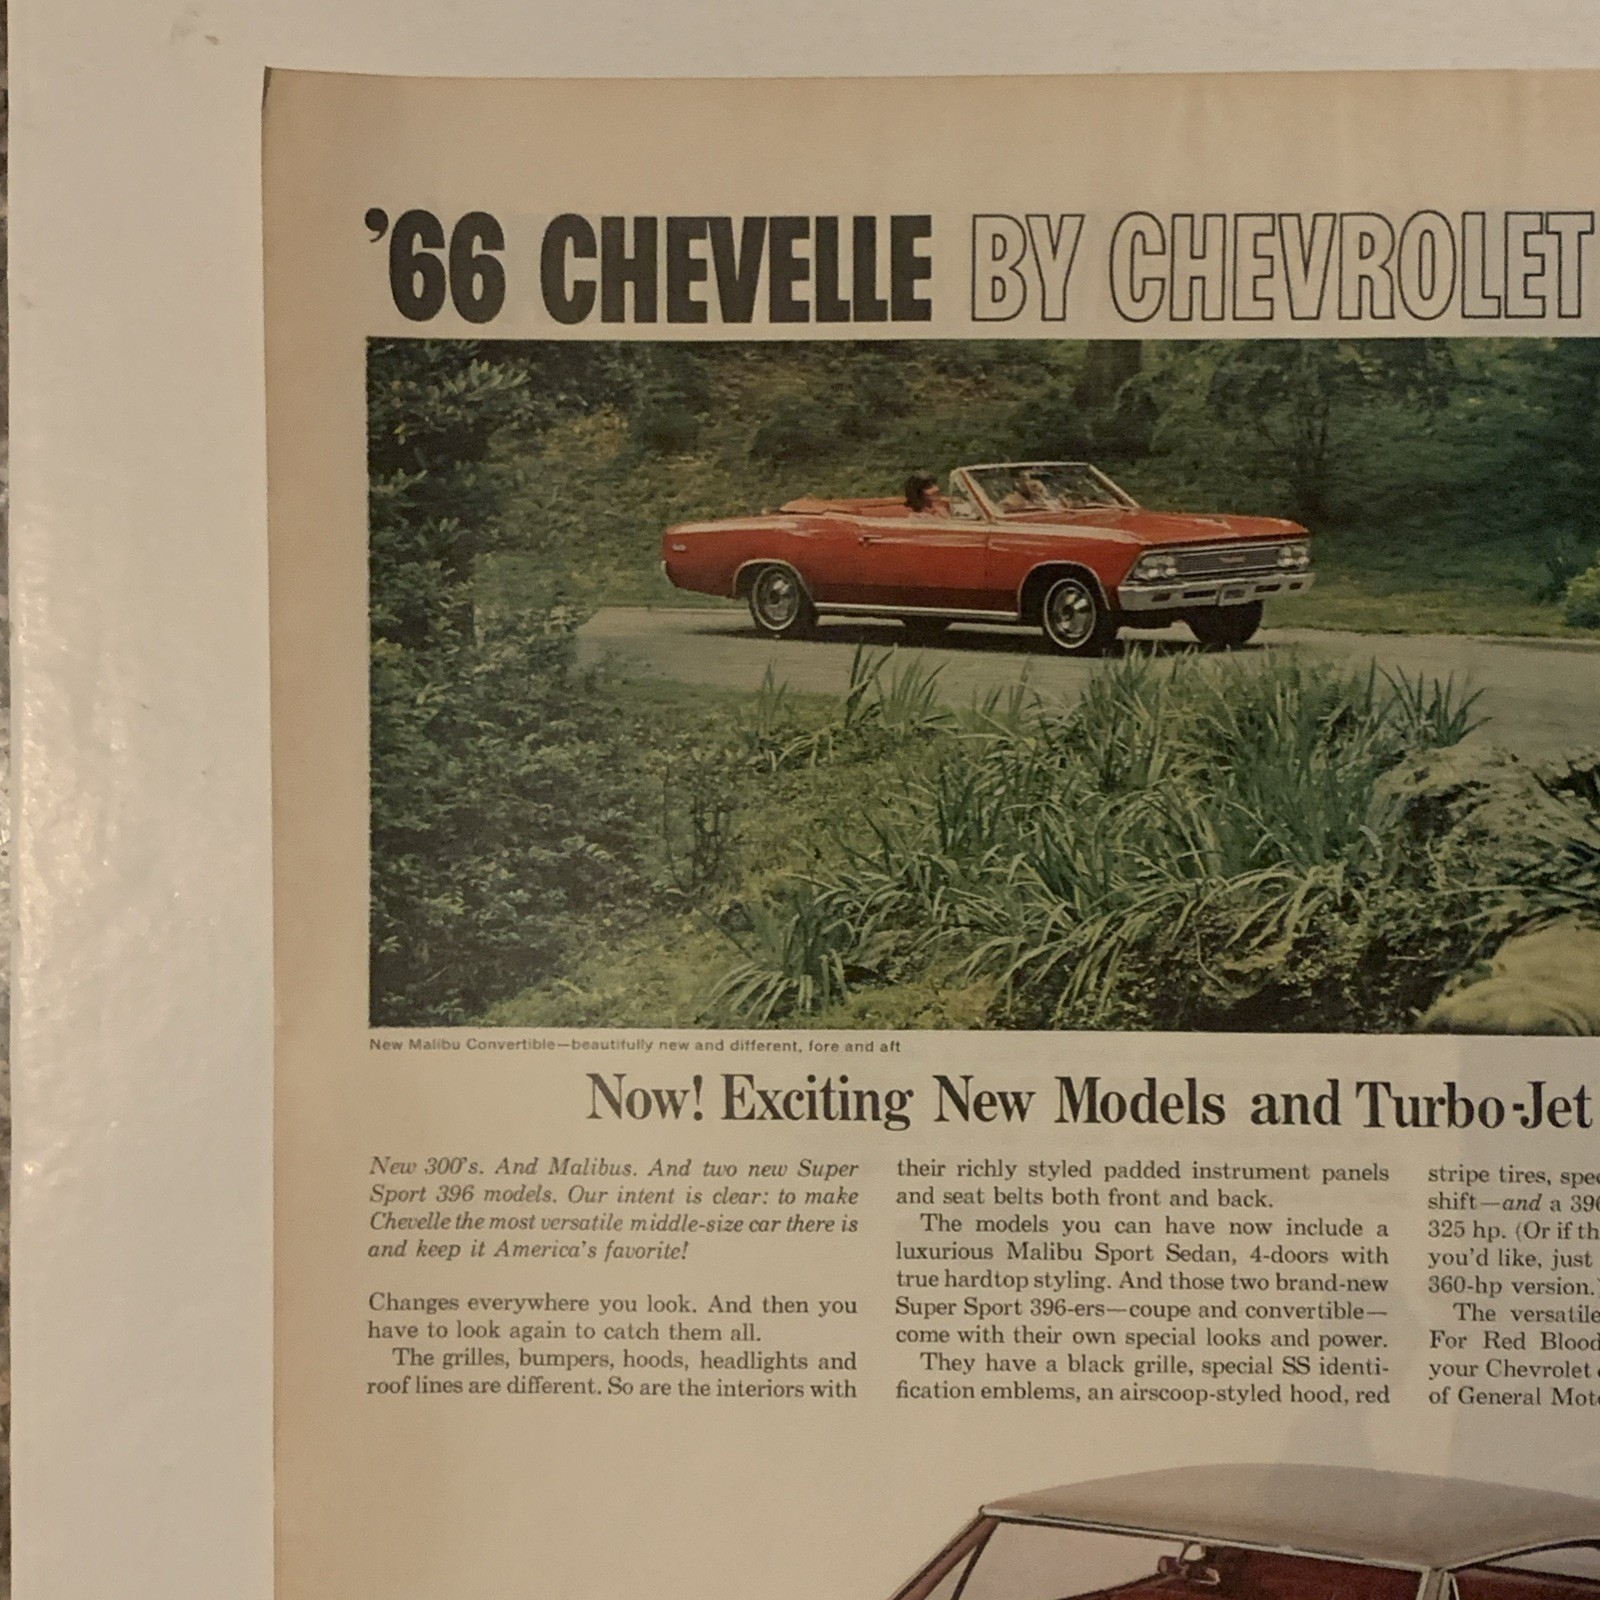 ’66 CHEVELLE BY CHEVROLET
New Malibu Convertible—beautifully new and different, fore and aft
Now! Exciting New Models and Turbo-Jet
New 300's. And Malibus. And two new Super
Sport 396 models. Our intent is clear: to make
Chevelle the most versatile middle-size car there is
and keep it America's favorite!
Changes everywhere you look. And then you
have to look again to catch them all.
The grilles, bumpers, hoods, headlights and
roof lines are different. So are the interiors with
their richly styled padded instrument panels
and seat belts both front and back.
The models you can have now include a
luxurious Malibu Sport Sedan, 4-doors with
true hardtop styling. And those two brand-new
Super Sport 396-ers—coupe and convertible—
come with their own special looks and power.
They have a black grille, special SS identi-
fication emblems, an airscoop-styled hood, red
stripe tires,
shift—and a
325 hp. (Or if
you'd like, just
360-hp version.)
The versatile
For Red Blood
your Chevrolet
of General